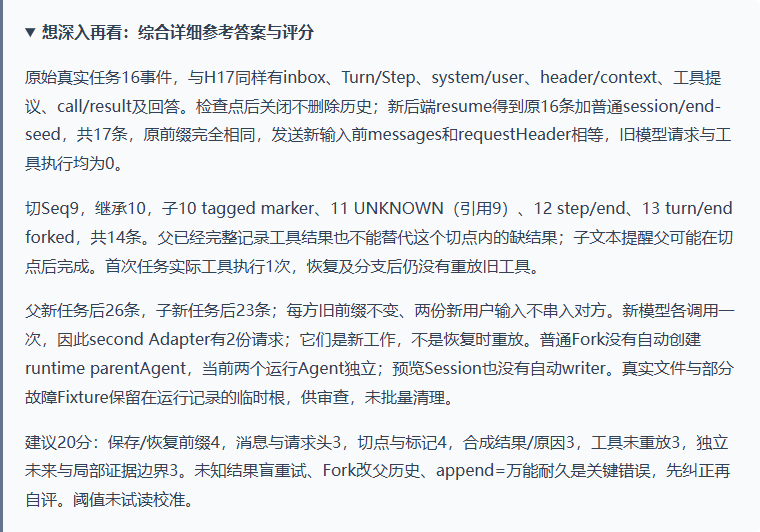 ▼ 想深入再看：综合详细参考答案与评分
原始真实任务16事件，与H17同样有inbox、Turn/Step、system/user、header/context、工具提
议、call/result及回答。检查点后关闭不删除历史；新后端resume得到原16条加普通session/end-
seed，共17条，原前缀完全相同，发送新输入前messages和requestHeader相等，旧模型请求与工
具执行均为0。
切Seq9，继承10，子10 tagged marker、11 UNKNOWN（引用9）、12 step/end、13 turn/end
forked，共14条。父已经完整记录工具结果也不能替代这个切点内的缺结果；子文本提醒父可能在切
点后完成。首次任务实际工具执行1次，恢复及分支后仍没有重放旧工具。
父新任务后26条，子新任务后23条；每方旧前缀不变、两份新用户输入不串入对方。新模型各调用一
次，因此second Adapter有2份请求；它们是新工作，不是恢复时重放。普通Fork没有自动创建
runtime parentAgent，当前两个运行Agent独立；预览Session也没有自动writer。真实文件与部分
故障Fixture保留在运行记录的临时根，供审查，未批量清理。
建议20分：保存/恢复前缀4，消息与请求头3，切点与标记4，合成结果/原因3，工具未重放3，独立
未来与局部证据边界3。未知结果盲重试、Fork改父历史、append=万能耐久是关键错误，先纠正再
自评。阈值未试读校准。